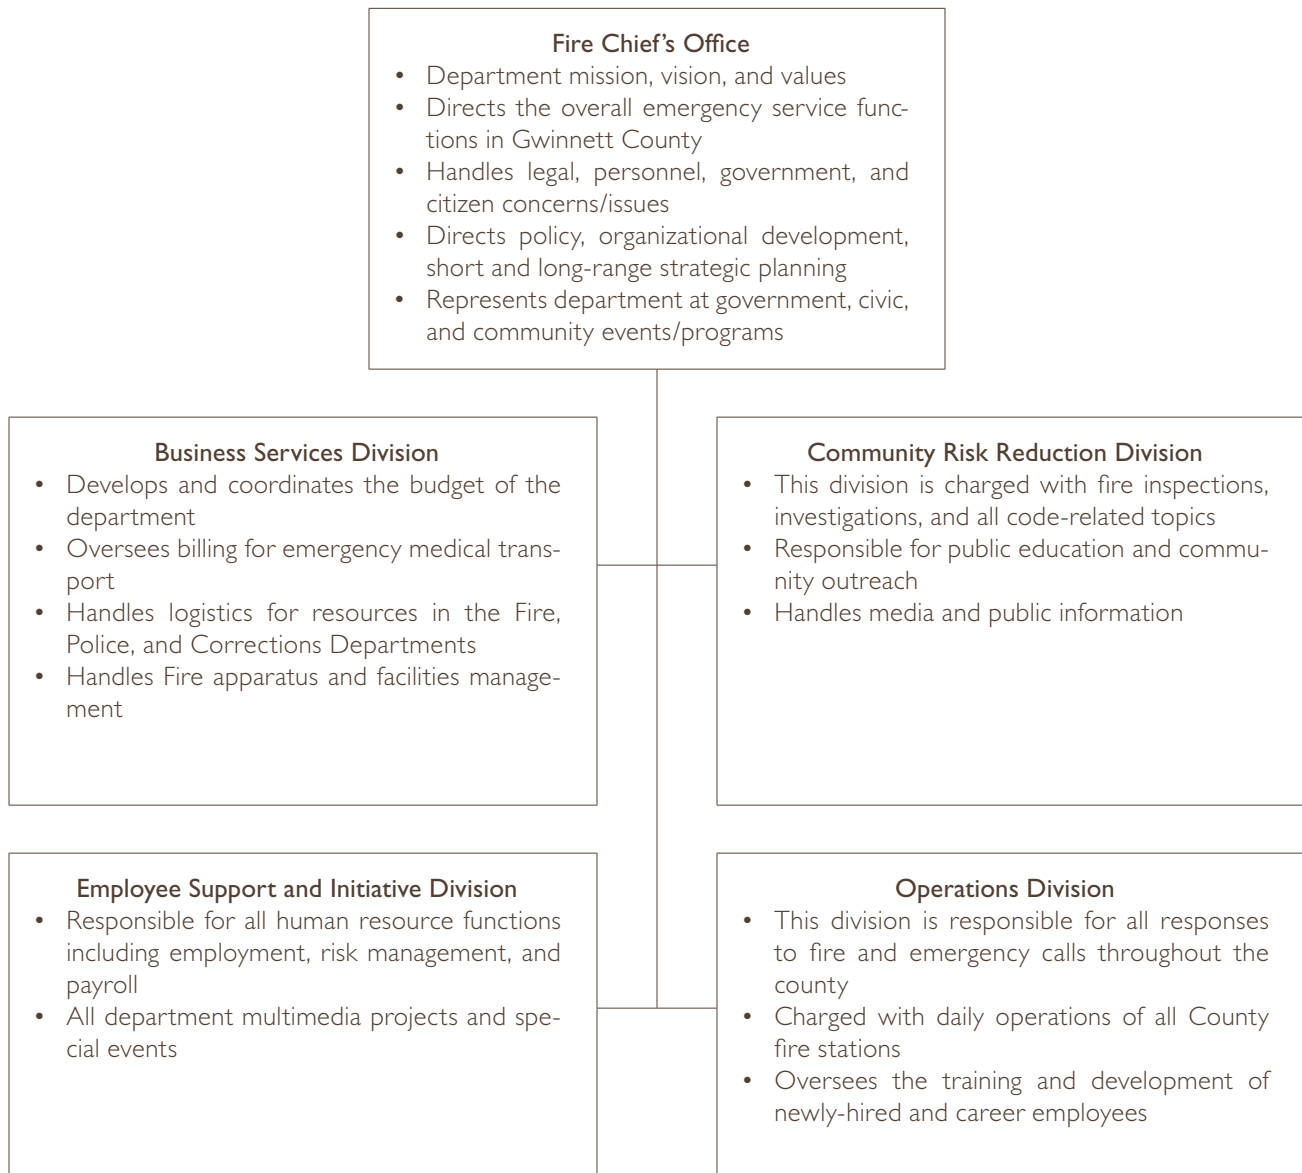 Fire Chief's Office
• Department mission, vision, and values
• Directs the overall emergency service func-
tions in Gwinnett County
• Handles legal, personnel, government, and
citizen concerns/issues
• Directs policy, organizational development,
short and long-range strategic planning
• Represents department at government, civic,
and community events/programs
Business Services Division
• Develops and coordinates the budget of the
department
• Oversees billing for emergency medical trans-
port
• Handles logistics for resources in the Fire,
Police, and Corrections Departments
• Handles Fire apparatus and facilities manage-
ment
Community Risk Reduction Division
• This division is charged with fire inspections,
investigations, and all code-related topics
• Responsible for public education and commu-
nity outreach
• Handles media and public information
Employee Support and Initiative Division
• Responsible for all human resource functions
including employment, risk management, and
payroll
• All department multimedia projects and spe-
cial events
Operations Division
• This division is responsible for all responses
to fire and emergency calls throughout the
county
• Charged with daily operations of all County
fire stations
• Oversees the training and development of
newly-hired and career employees